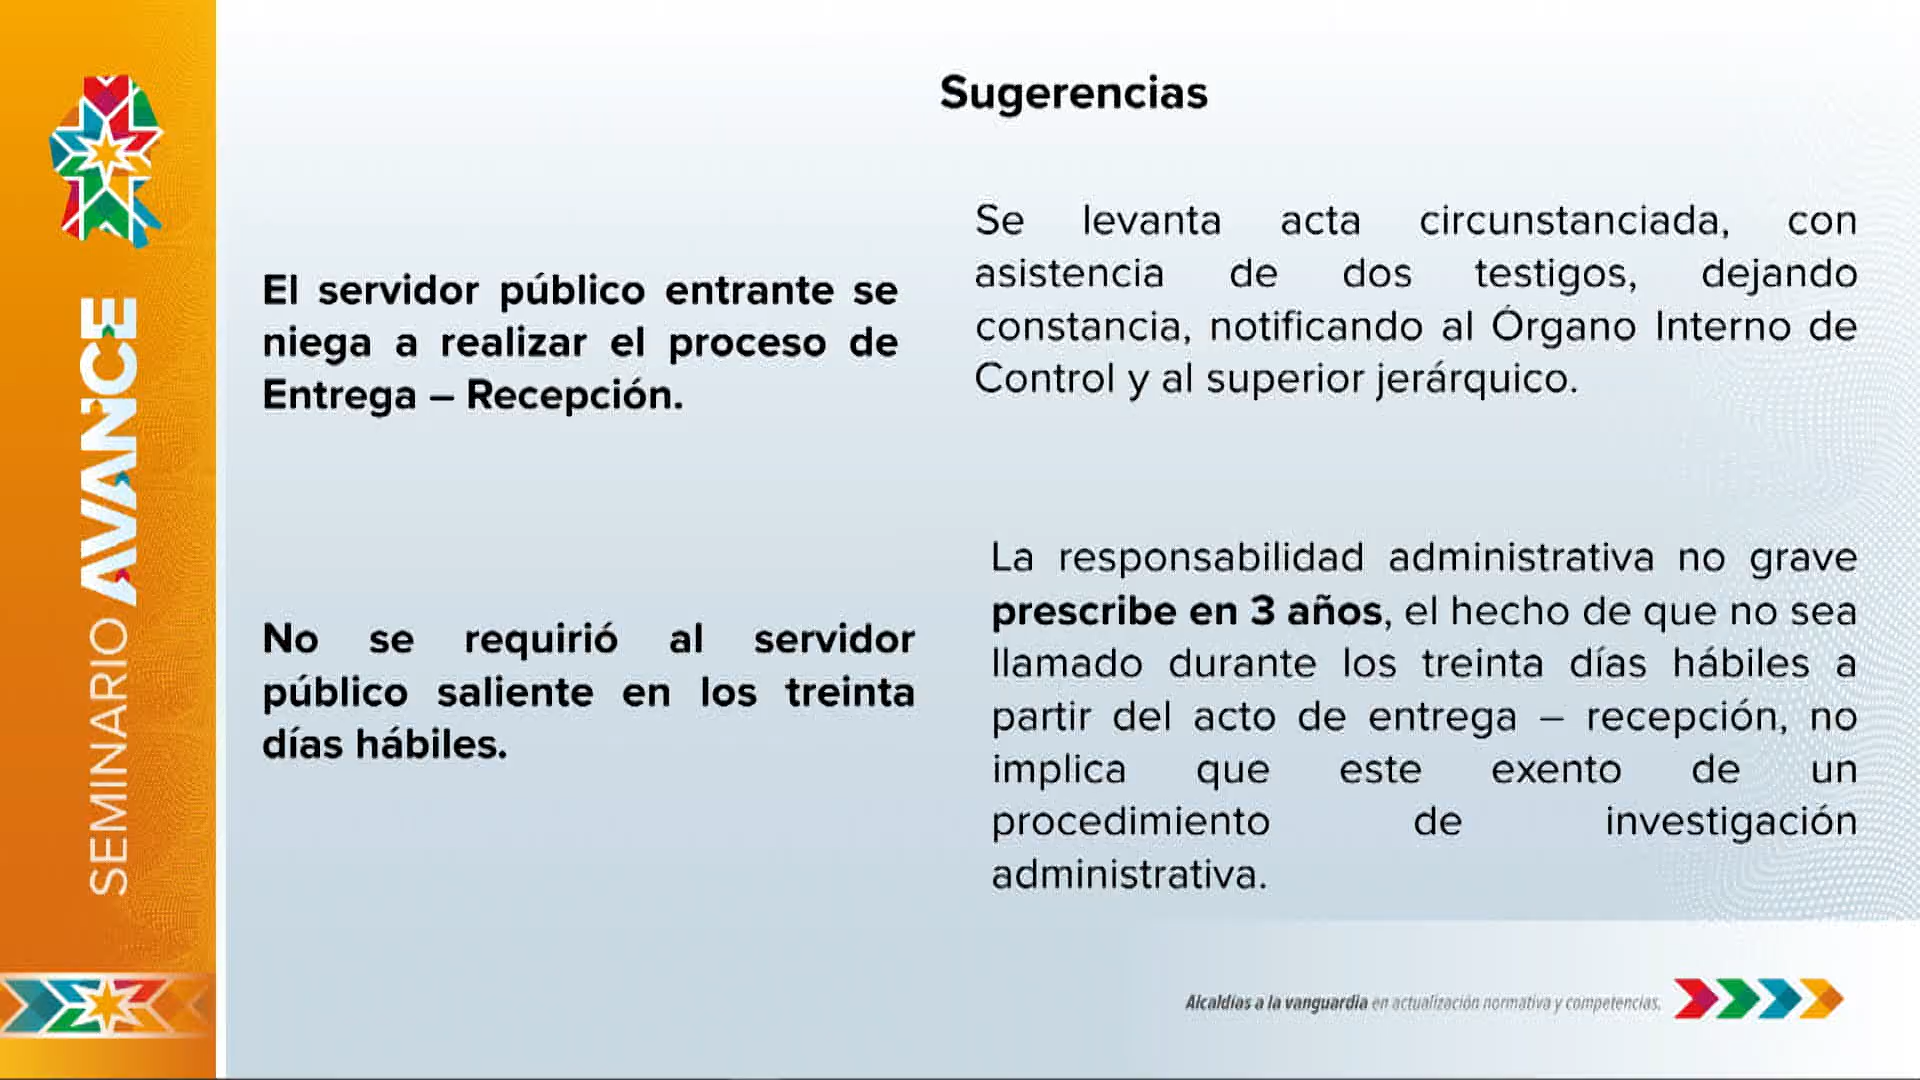 SEMINARIO AVANCE
Sugerencias
El servidor público entrante se
niega a realizar el proceso de
Entrega – Recepción.
Se levanta acta circunstanciada, con
asistencia de dos testigos, dejando
constancia, notificando al Órgano Interno de
Control y al superior jerárquico.
No se requirió al servidor
público saliente en los treinta
días hábiles.
La responsabilidad administrativa no grave
prescribe en 3 años, el hecho de que no sea
llamado durante los treinta días hábiles a
partir del acto de entrega – recepción, no
implica que este exento de un
procedimiento de investigación
administrativa.
Alcaldías a la vanguardia en actualización normativa y competencias.